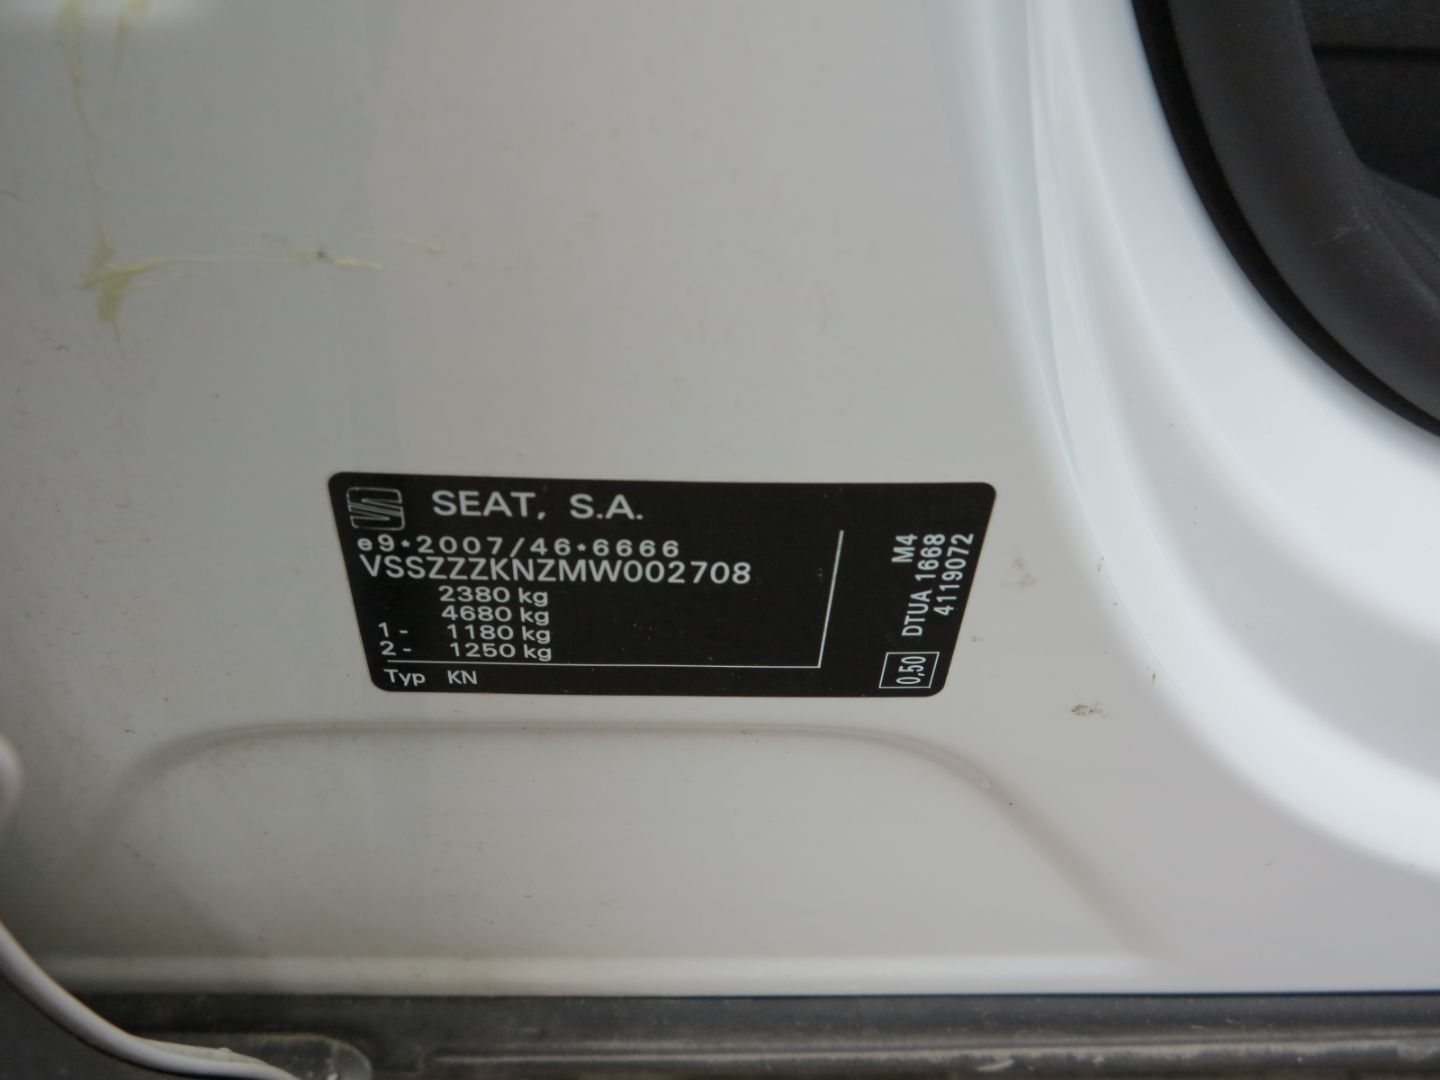 SEAT, S.A.
e9*2007/46*6666
VSSZZZKNZMW002708
2380 kg
4680 kg
1- 1180 kg
2- 1250 kg
Typ KN
M4
DTUA 1668
4119072
0,50